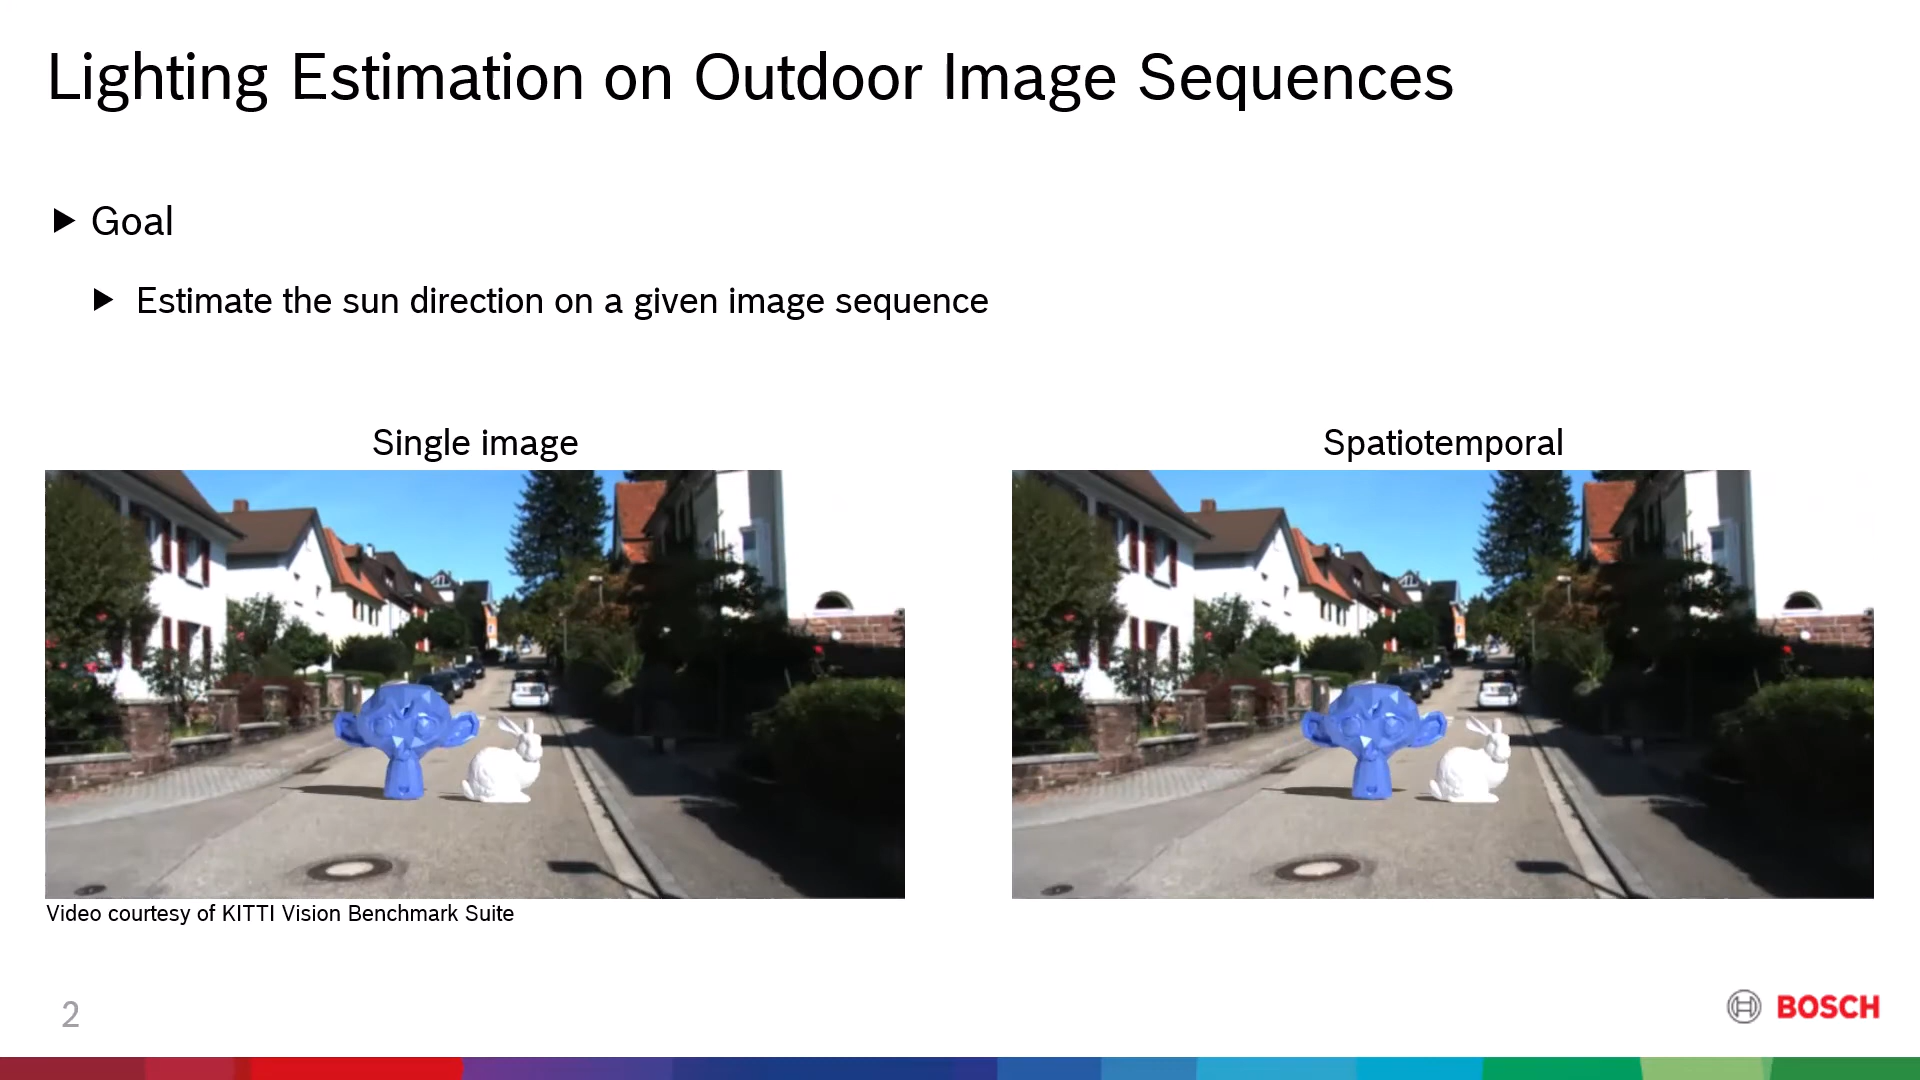 Lighting Estimation on Outdoor Image Sequences
Goal
Estimate the sun direction on a given image sequence
Single image
Spatiotemporal
Video courtesy of KITTI Vision Benchmark Suite
2
BOSCH